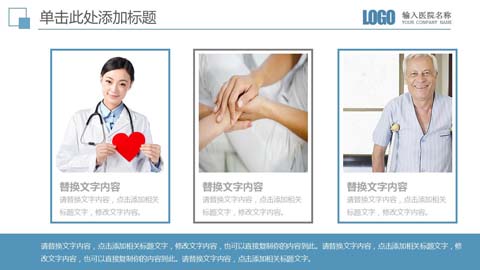 单击此处添加标题
LOGO
输入医院名称
YOUR COMPANY NAME
替换文字内容
请替换文字内容，点击添加相关
标题文字，修改文字内容。
替换文字内容
请替换文字内容，点击添加相关
标题文字，修改文字内容。
替换文字内容
请替换文字内容，点击添加相关
标题文字，修改文字内容。
请替换文字内容，点击添加相关标题文字，修改文字内容，也可以直接复制你的内容到此。请替换文字内容，点击添加相关标题文字，修
改文字内容，也可以直接复制你的内容到此。请替换文字内容，点击添加相关标题文字。